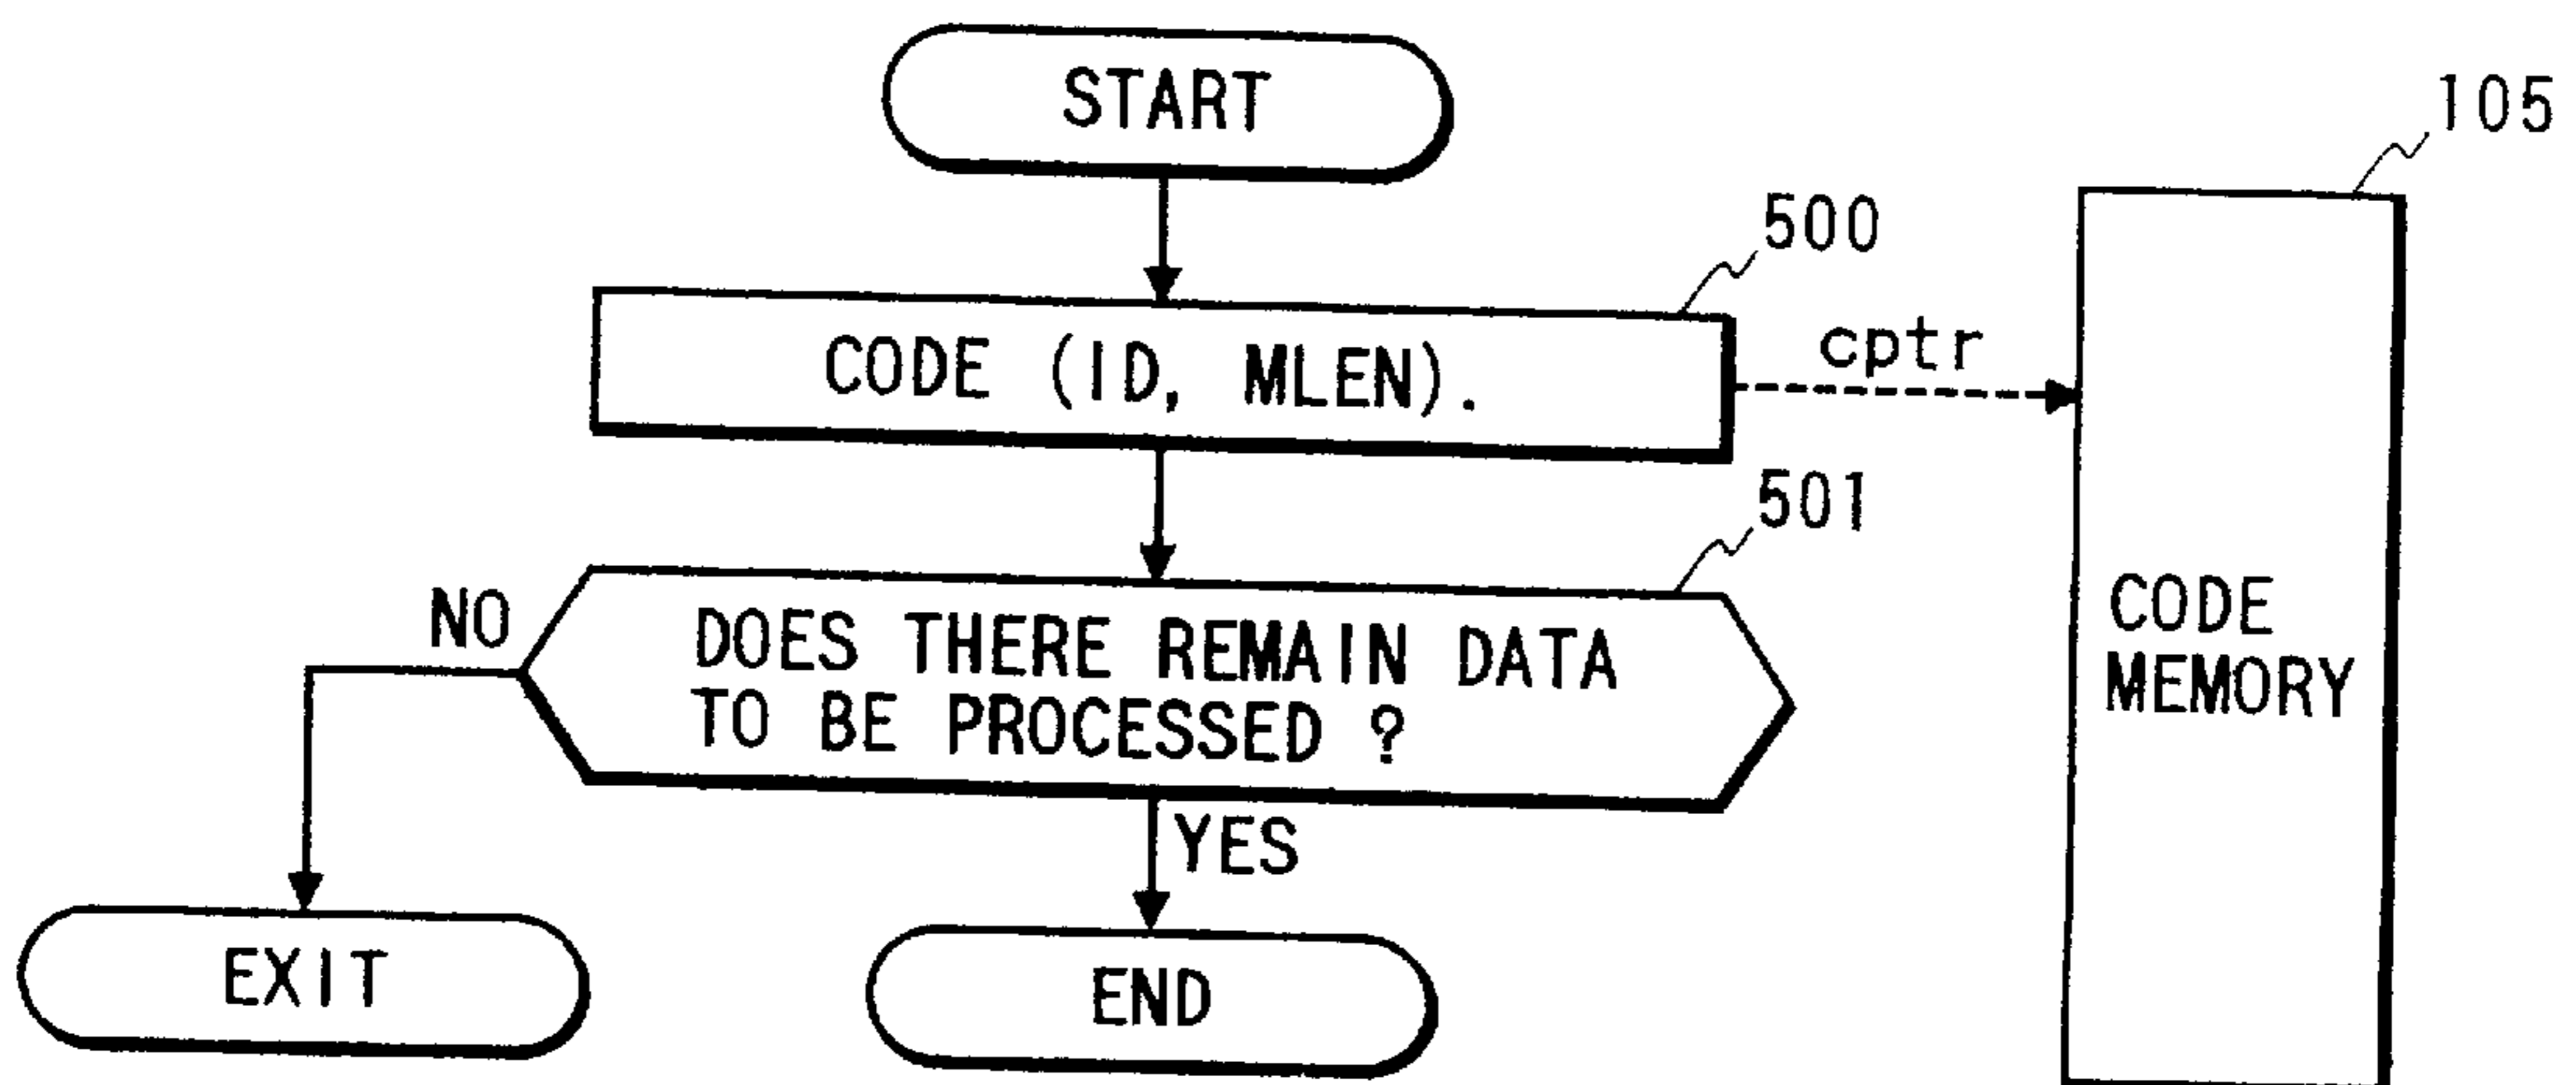 START
105
500
CODE (ID, MLEN).
cptr
501
NO
DOES THERE REMAIN DATA
TO BE PROCESSED ?
CODE
MEMORY
YES
EXIT
END